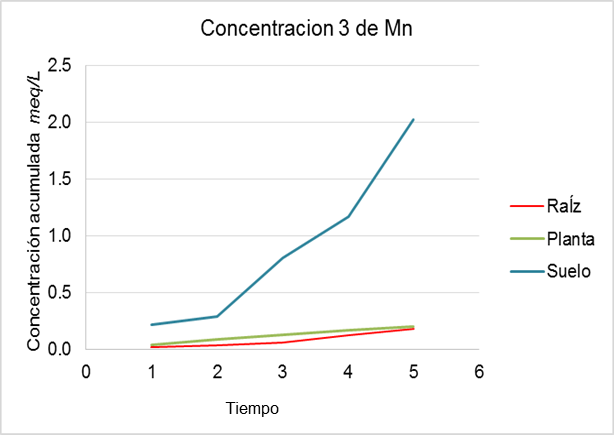 Concentracion 3 de Mn
Concentración acumulada meq/L
2.5
2.0
1.5
1.0
0.5
0.0
0 1 2 3 4 5 6
Tiempo
RaÍz
Planta
Suelo